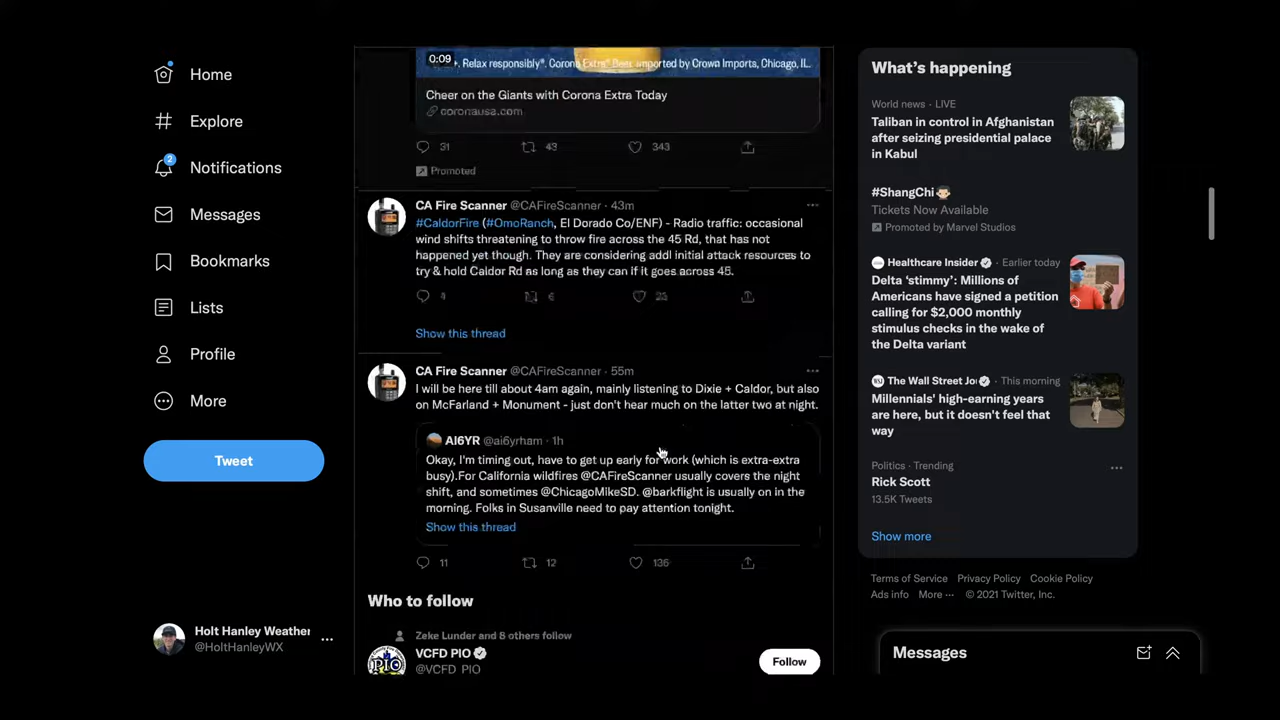 Home
Explore
2
Notifications
Messages
Bookmarks
Lists
Profile
More
Tweet
Holt Hanley Weather
@HoltHanleyWX
0:09
Relax responsibly®. Corona Extra® Beer imported by Crown Imports, Chicago, IL.
Cheer on the Giants with Corona Extra Today
coronausa.com
31 43 343
Promoted
CA Fire Scanner @CAFireScanner · 43m
#CaldorFire (#OmoRanch, El Dorado Co/ENF) - Radio traffic: occasional
wind shifts threatening to throw fire across the 45 Rd, that has not
happened yet though. They are considering addl initial attack resources to
try & hold Caldor Rd as long as they can if it goes across 45.
Show this thread
CA Fire Scanner @CAFireScanner · 55m
I will be here till about 4am again, mainly listening to Dixie + Caldor, but also
on McFarland + Monument - just don't hear much on the latter two at night.
AI6YR @ai6yrham · 1h
Okay, I'm timing out, have to get up early for work (which is extra-extra
busy).For California wildfires @CAFireScanner usually covers the night
shift, and sometimes @ChicagoMikeSD. @barkflight is usually on in the
morning. Folks in Susanville need to pay attention tonight.
Show this thread
11 12 136
Who to follow
Zeke Lunder and 8 others follow
VCFD PIO
@VCFD_PIO
Follow
PIO
What's happening
World news · LIVE
Taliban in control in Afghanistan
after seizing presidential palace
in Kabul
#ShangChi
Tickets Now Available
Promoted by Marvel Studios
Healthcare Insider · Earlier today
Delta 'stimmy': Millions of
Americans have signed a petition
calling for $2,000 monthly
stimulus checks in the wake of
the Delta variant
The Wall Street Jo · This morning
Millennials' high-earning years
are here, but it doesn't feel that
way
Politics · Trending
Rick Scott
13.5K Tweets
Show more
Terms of Service Privacy Policy Cookie Policy
Ads info More ··· © 2021 Twitter, Inc.
Messages